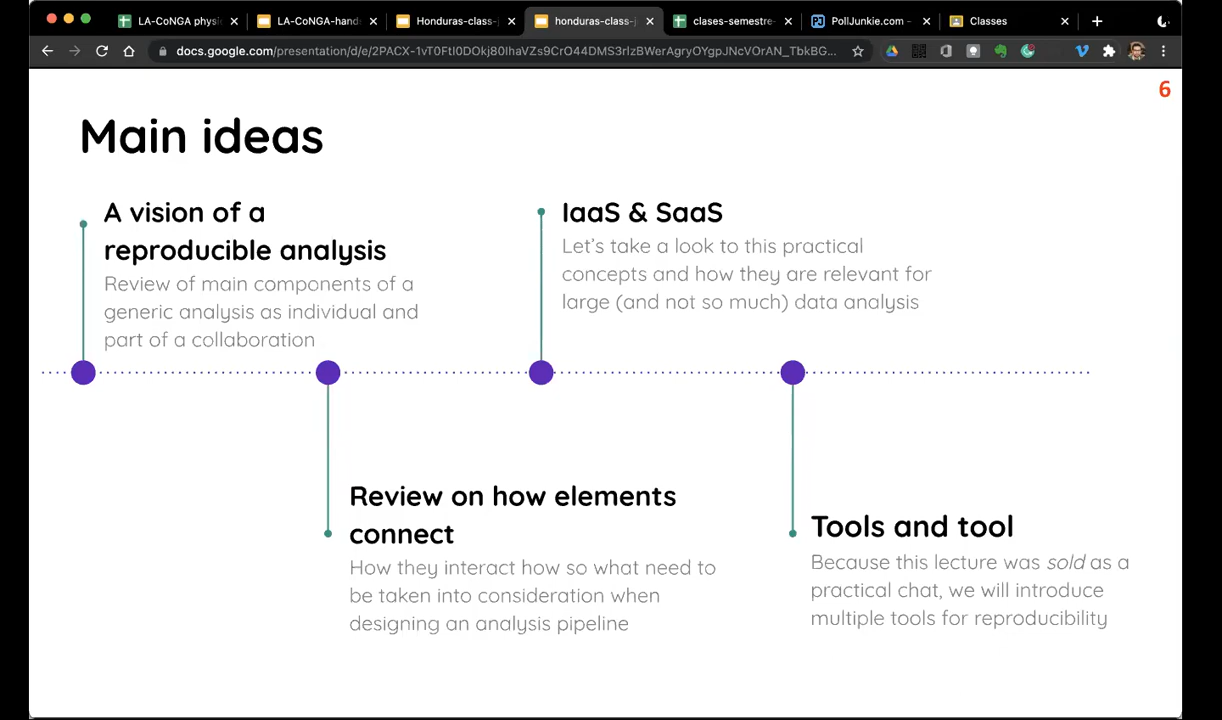 LA-CoNGA physi
LA-CoNGA-hand
Honduras-class-j
honduras-class-j
clases-semestre-
PollJunkie.com –
Classes
docs.google.com/presentation/d/e/2PACX-1vT0FtI0DOkj80IhaVZs9CrO44DMS3rIzBWerAgryOYgpJNcVOrAN_TbkBG...
6
Main ideas
A vision of a
reproducible analysis
Review of main components of a
generic analysis as individual and
part of a collaboration
IaaS & SaaS
Let's take a look to this practical
concepts and how they are relevant for
large (and not so much) data analysis
Review on how elements
connect
How they interact how so what need to
be taken into consideration when
designing an analysis pipeline
Tools and tool
Because this lecture was sold as a
practical chat, we will introduce
multiple tools for reproducibility